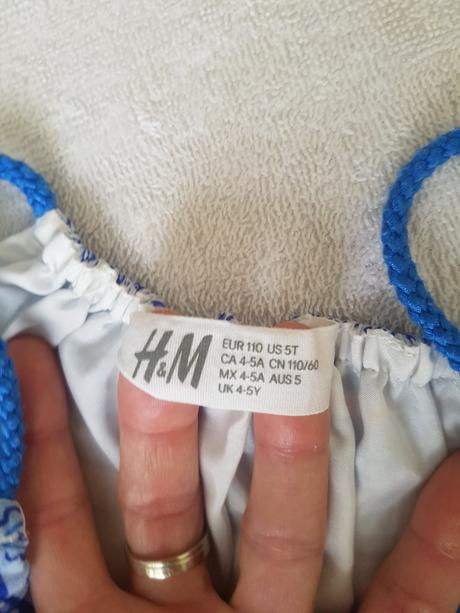 H&M
EUR 110 US 5T
CA 4-5A CN 110/60
MX 4-5A AUS 5
UK 4-5Y